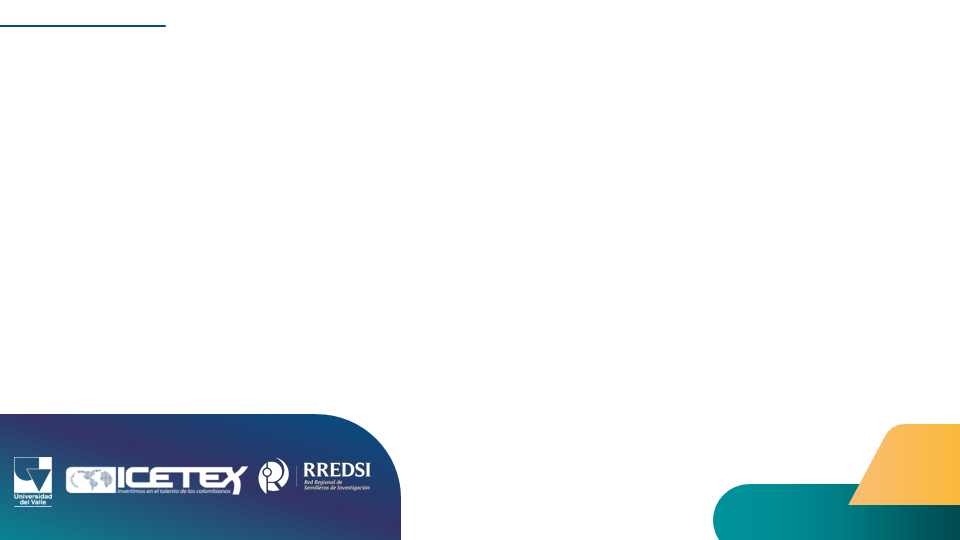 Universidad
del Valle
ICETEX
Invertimos en el talento de los colombianos
RREDSI
Red Regional de
Semilleros de Investigación